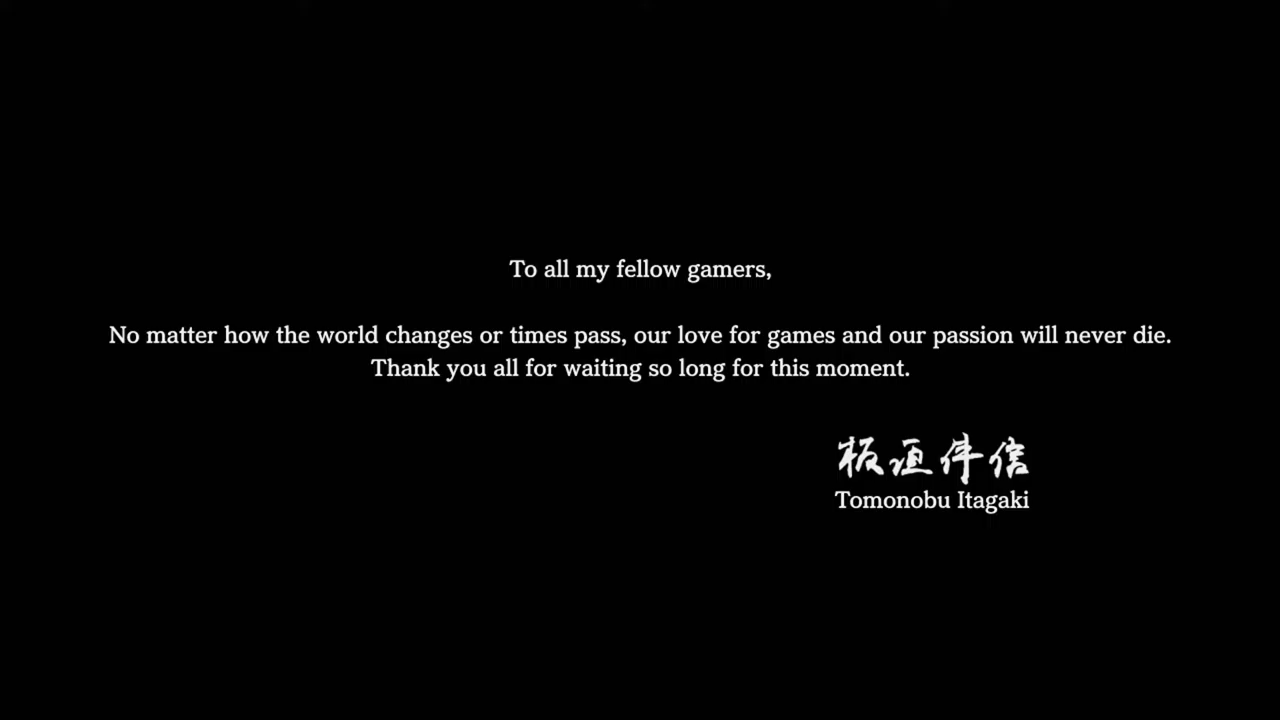 To all my fellow gamers,
No matter how the world changes or times pass, our love for games and our passion will never die.
Thank you all for waiting so long for this moment.
板垣伴信
Tomonobu Itagaki